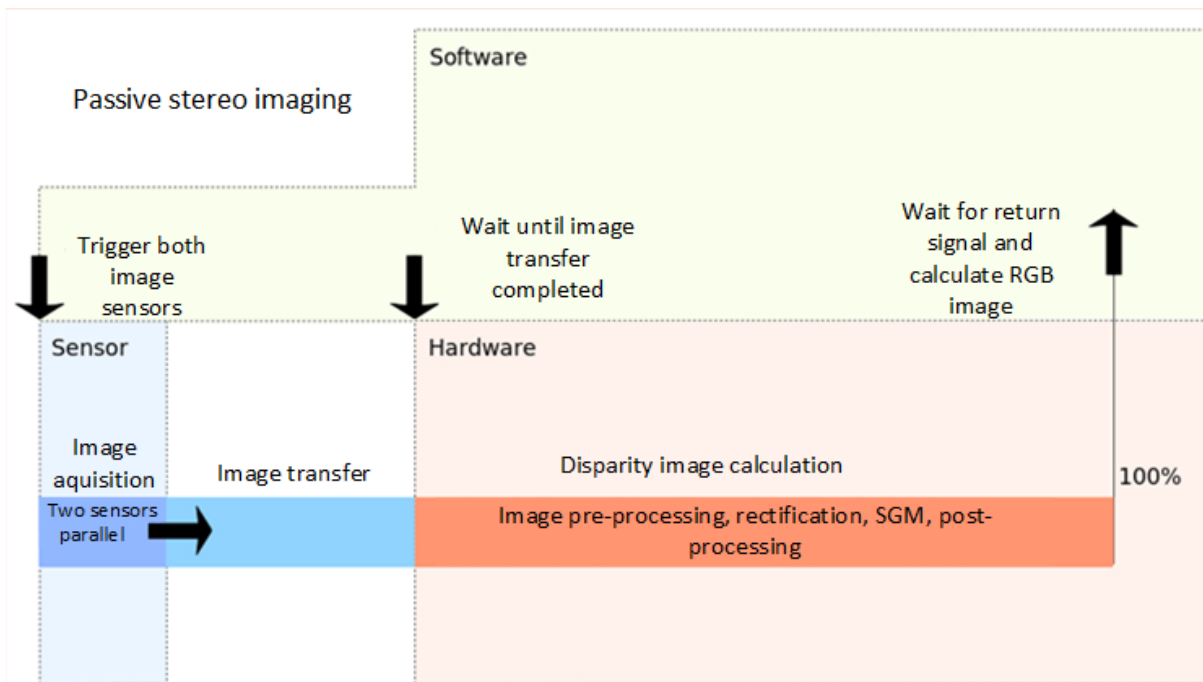 Software
Passive stereo imaging
Trigger both
image
sensors
Wait until image
transfer
completed
Wait for return
signal and
calculate RGB
image
Sensor
Hardware
Image
aquisition
Image transfer
Disparity image calculation
100%
Two sensors
parallel
Image pre-processing, rectification, SGM, post-
processing